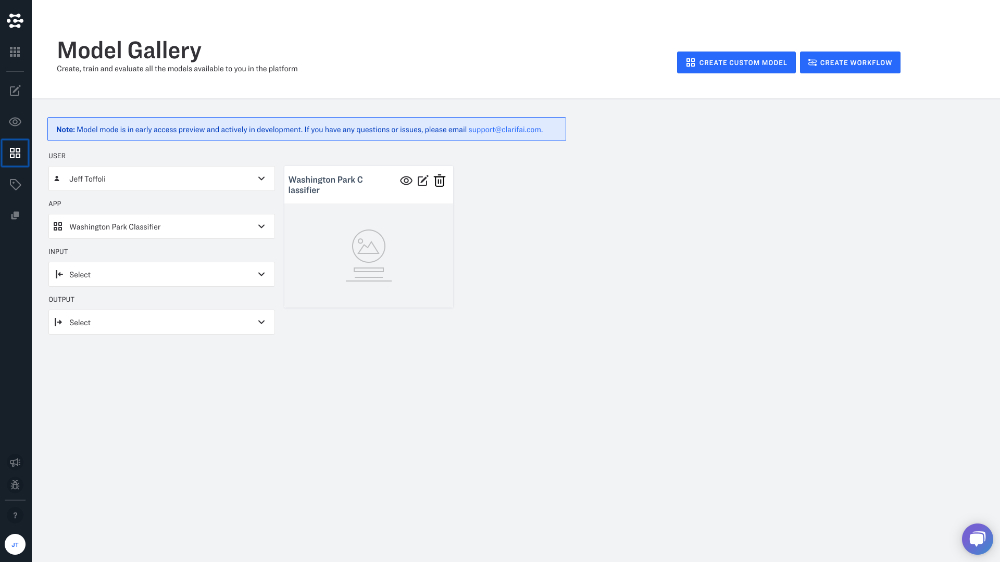 Model Gallery
Create, train and evaluate all the models available to you in the platform
CREATE CUSTOM MODEL
CREATE WORKFLOW
Note: Model mode is in early access preview and actively in development. If you have any questions or issues, please email support@clarifai.com.
USER
Jeff Toffoli
APP
Washington Park Classifier
INPUT
Select
OUTPUT
Select
Washington Park C
lassifier
?
JT